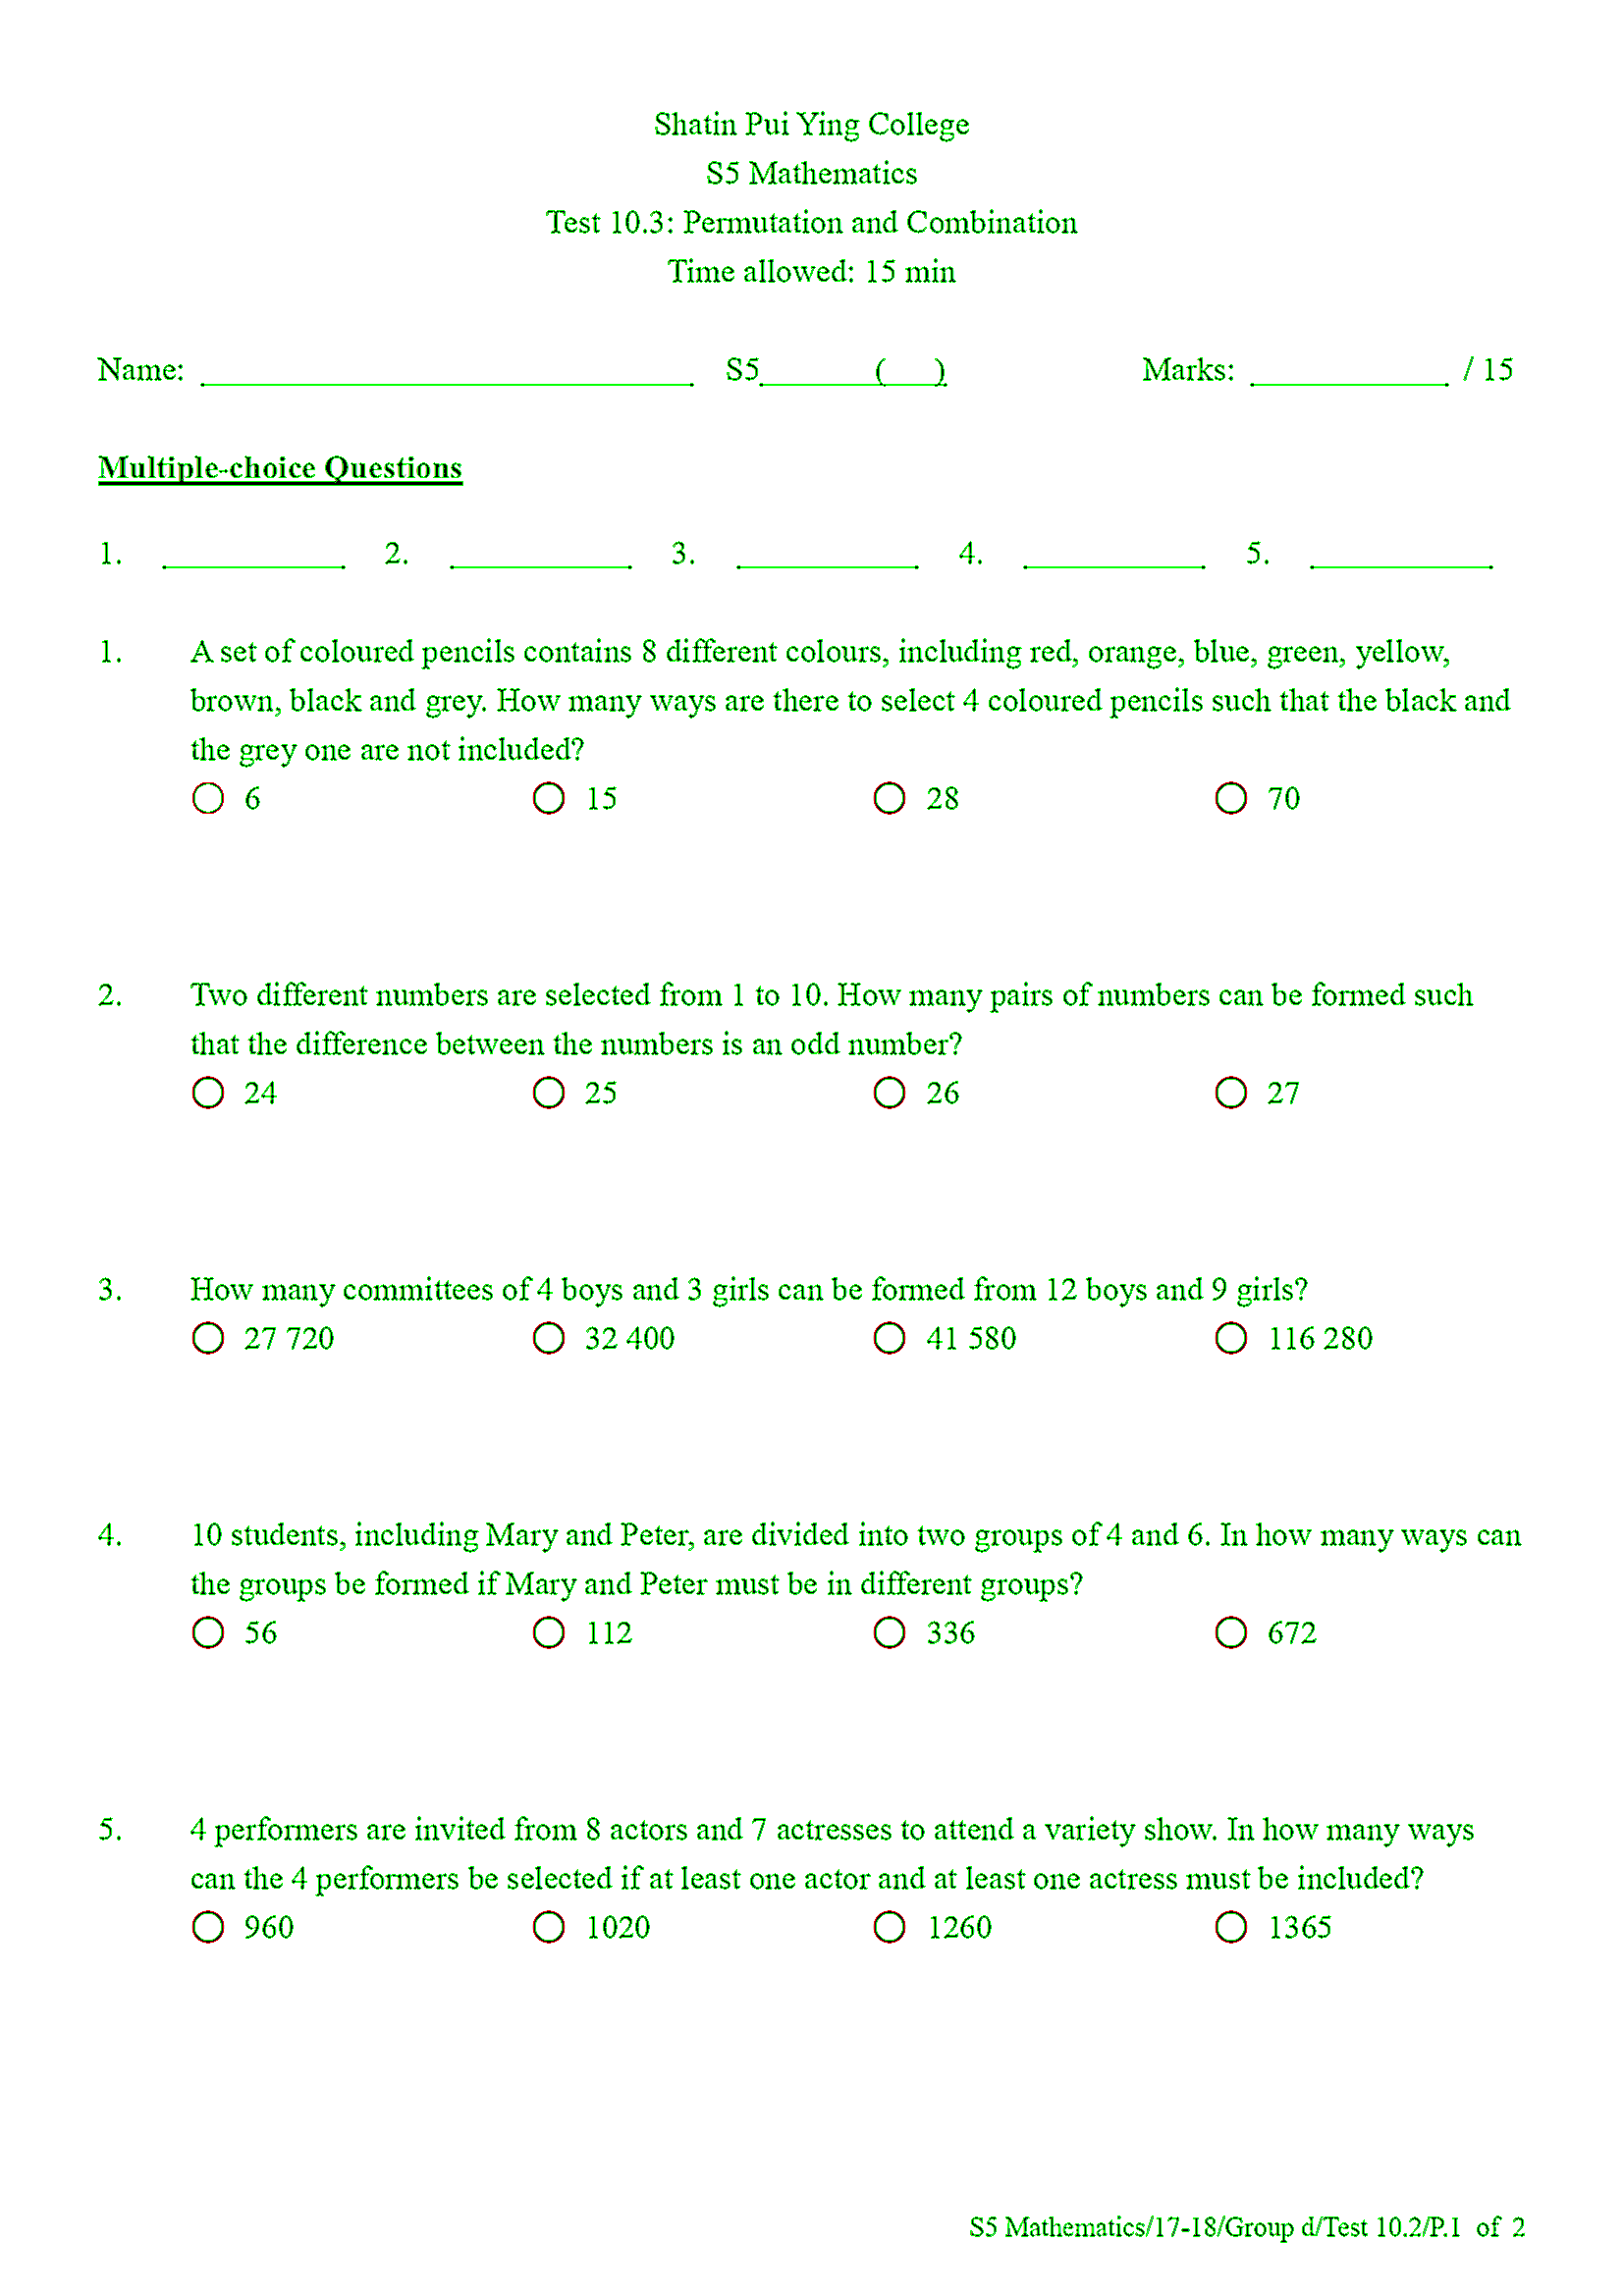 Shatin Pui Ying College
S5 Mathematics
Test 10.3: Permutation and Combination
Time allowed: 15 min
Name: ____________________ S5______( ) Marks: __________ / 15
Multiple-choice Questions
1. __________ 2. __________ 3. __________ 4. __________ 5. __________
1. A set of coloured pencils contains 8 different colours, including red, orange, blue, green, yellow,
brown, black and grey. How many ways are there to select 4 coloured pencils such that the black and
the grey one are not included?
○ 6 ○ 15 ○ 28 ○ 70
2. Two different numbers are selected from 1 to 10. How many pairs of numbers can be formed such
that the difference between the numbers is an odd number?
○ 24 ○ 25 ○ 26 ○ 27
3. How many committees of 4 boys and 3 girls can be formed from 12 boys and 9 girls?
○ 27 720 ○ 32 400 ○ 41 580 ○ 116 280
4. 10 students, including Mary and Peter, are divided into two groups of 4 and 6. In how many ways can
the groups be formed if Mary and Peter must be in different groups?
○ 56 ○ 112 ○ 336 ○ 672
5. 4 performers are invited from 8 actors and 7 actresses to attend a variety show. In how many ways
can the 4 performers be selected if at least one actor and at least one actress must be included?
○ 960 ○ 1020 ○ 1260 ○ 1365
S5 Mathematics/17-18/Group d/Test 10.2/P.1 of 2